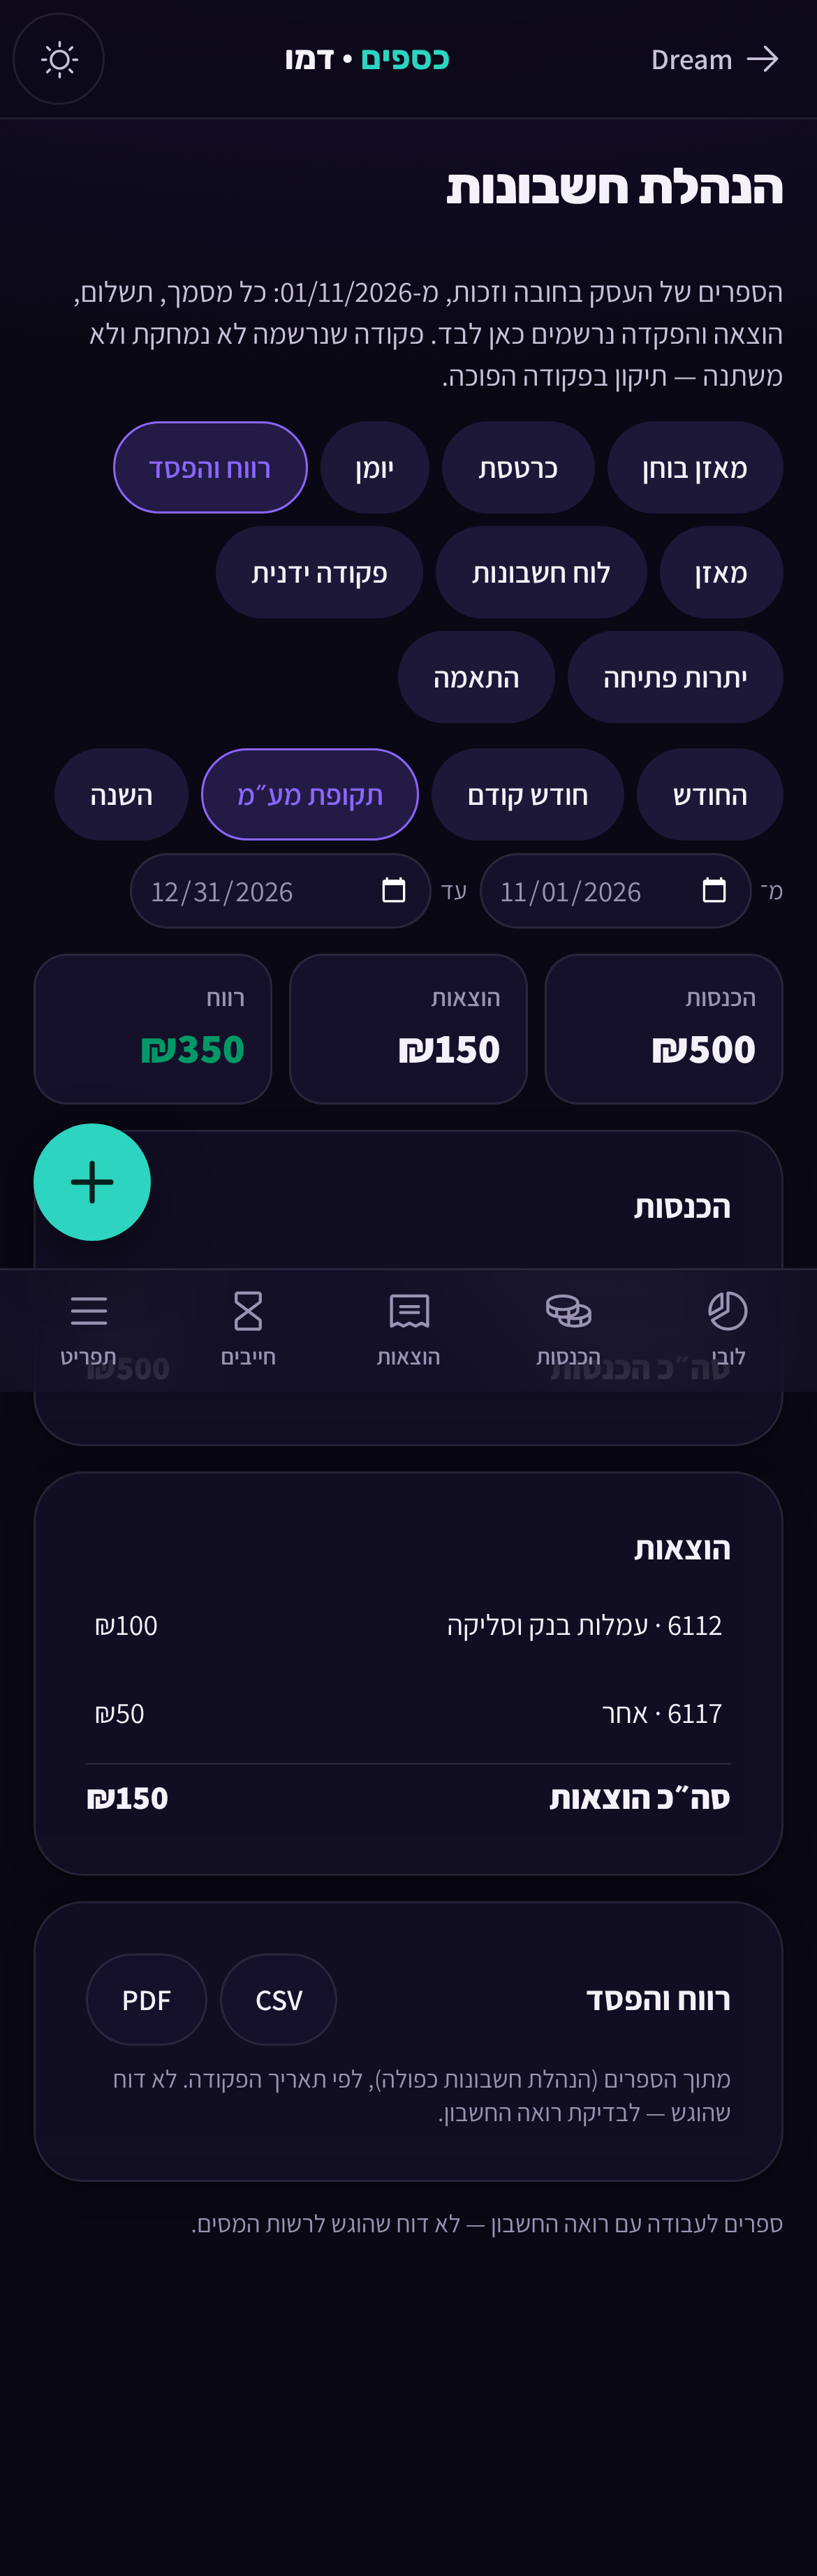 Dream
כספים • דמו
הנהלת חשבונות
הספרים של העסק בחובה וזכות, מ-01/11/2026: כל מסמך, תשלום,
הוצאה והפקדה נרשמים כאן לבד. פקודה שנרשמה לא נמחקת ולא
משתנה — תיקון בפקודה הפוכה.
מאזן בוחן
כרטסת
יומן
רווח והפסד
מאזן
לוח חשבונות
פקודה ידנית
יתרות פתיחה
התאמה
החודש
חודש קודם
תקופת מע״מ
השנה
מ־
11/01/2026
עד
12/31/2026
הכנסות
₪500
הוצאות
₪150
רווח
₪350
הכנסות
סה״כ הכנסות
₪500
לובי
הכנסות
הוצאות
חייבים
תפריט
הוצאות
6112 · עמלות בנק וסליקה
₪100
6117 · אחר
₪50
סה״כ הוצאות
₪150
רווח והפסד
CSV
PDF
מתוך הספרים (הנהלת חשבונות כפולה), לפי תאריך הפקודה. לא דוח
שהוגש — לבדיקת רואה החשבון.
ספרים לעבודה עם רואה החשבון — לא דוח שהוגש לרשות המסים.